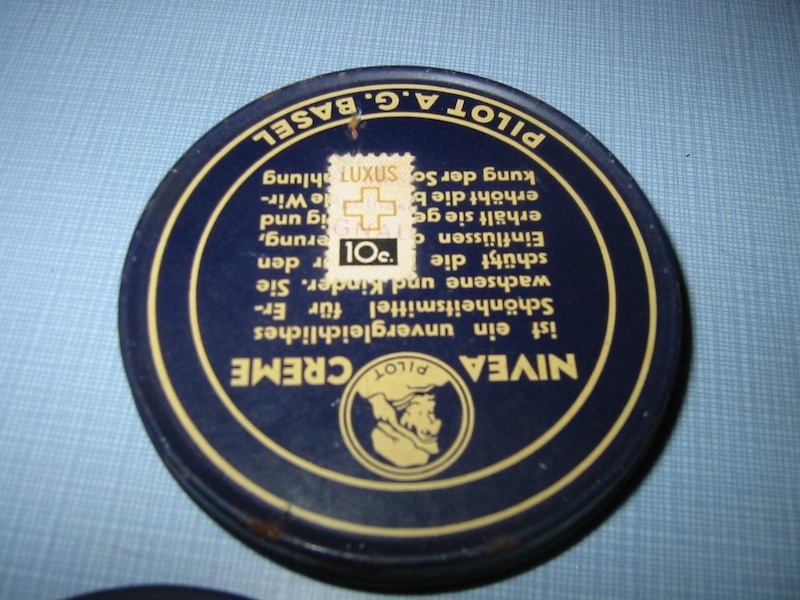 PILOT
NIVEA CREME
ist ein unvergleichliches
Schönheitsmittel für Er-
wachsene und Kinder. Sie
schützt die den
Einflüssen
erhält sie und
erhöht die Wir-
kung der
PILOT A.G. BASEL
LUXUS
10c.